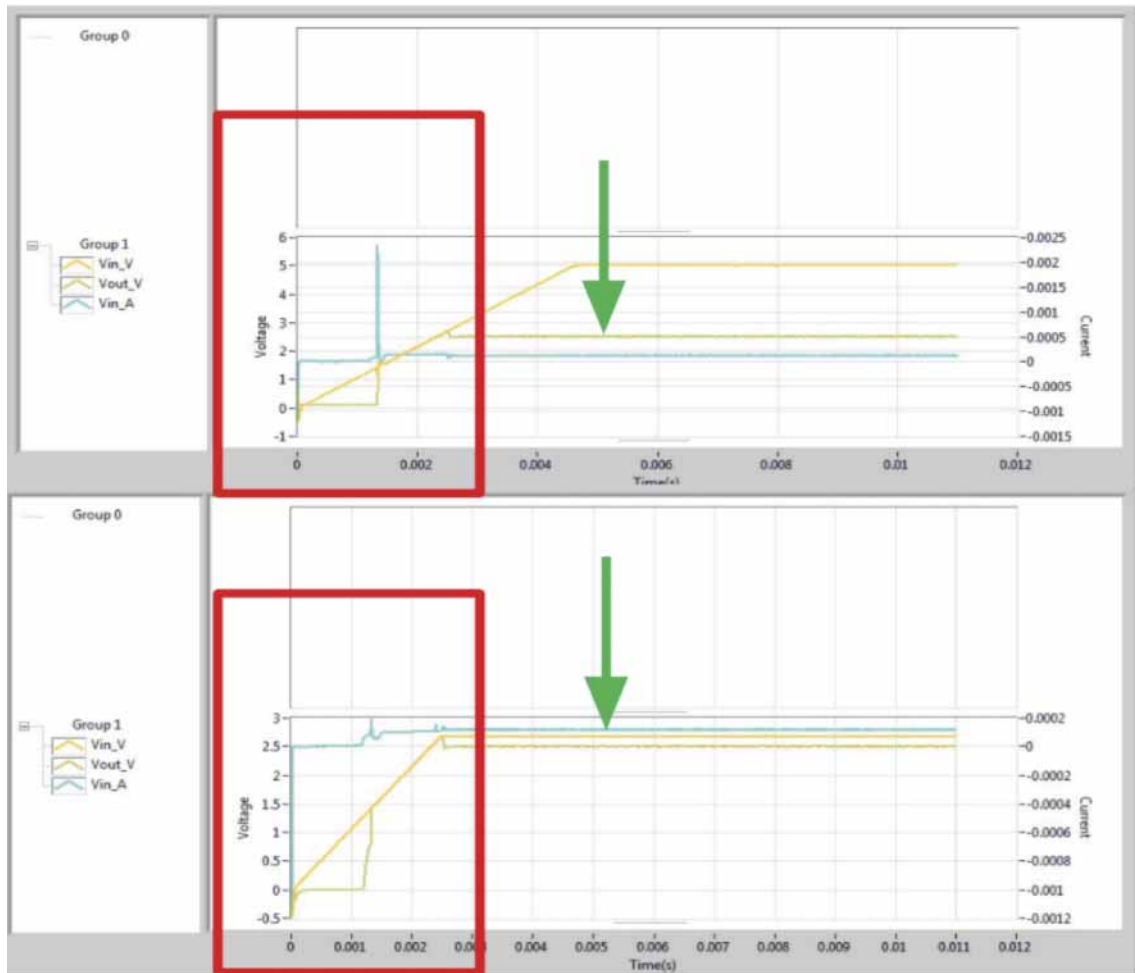 Group 0
Group 1
Vin_V
Vout_V
Vin_A
Voltage
6
5
4
3
2
1
0
-1
Current
0.0025
0.002
0.0015
0.001
0.0005
0
-0.0005
-0.001
-0.0015
0 0.002 0.004 0.006 0.008 0.01 0.012
Time(s)
Group 0
Group 1
Vin_V
Vout_V
Vin_A
Voltage
3
2.5
2
1.5
1
0.5
0
-0.5
Current
0.0002
0
-0.0002
-0.0004
-0.0006
-0.0008
-0.001
-0.0012
0 0.001 0.002 0.003 0.004 0.005 0.006 0.007 0.008 0.009 0.010 0.011 0.012
Time(s)